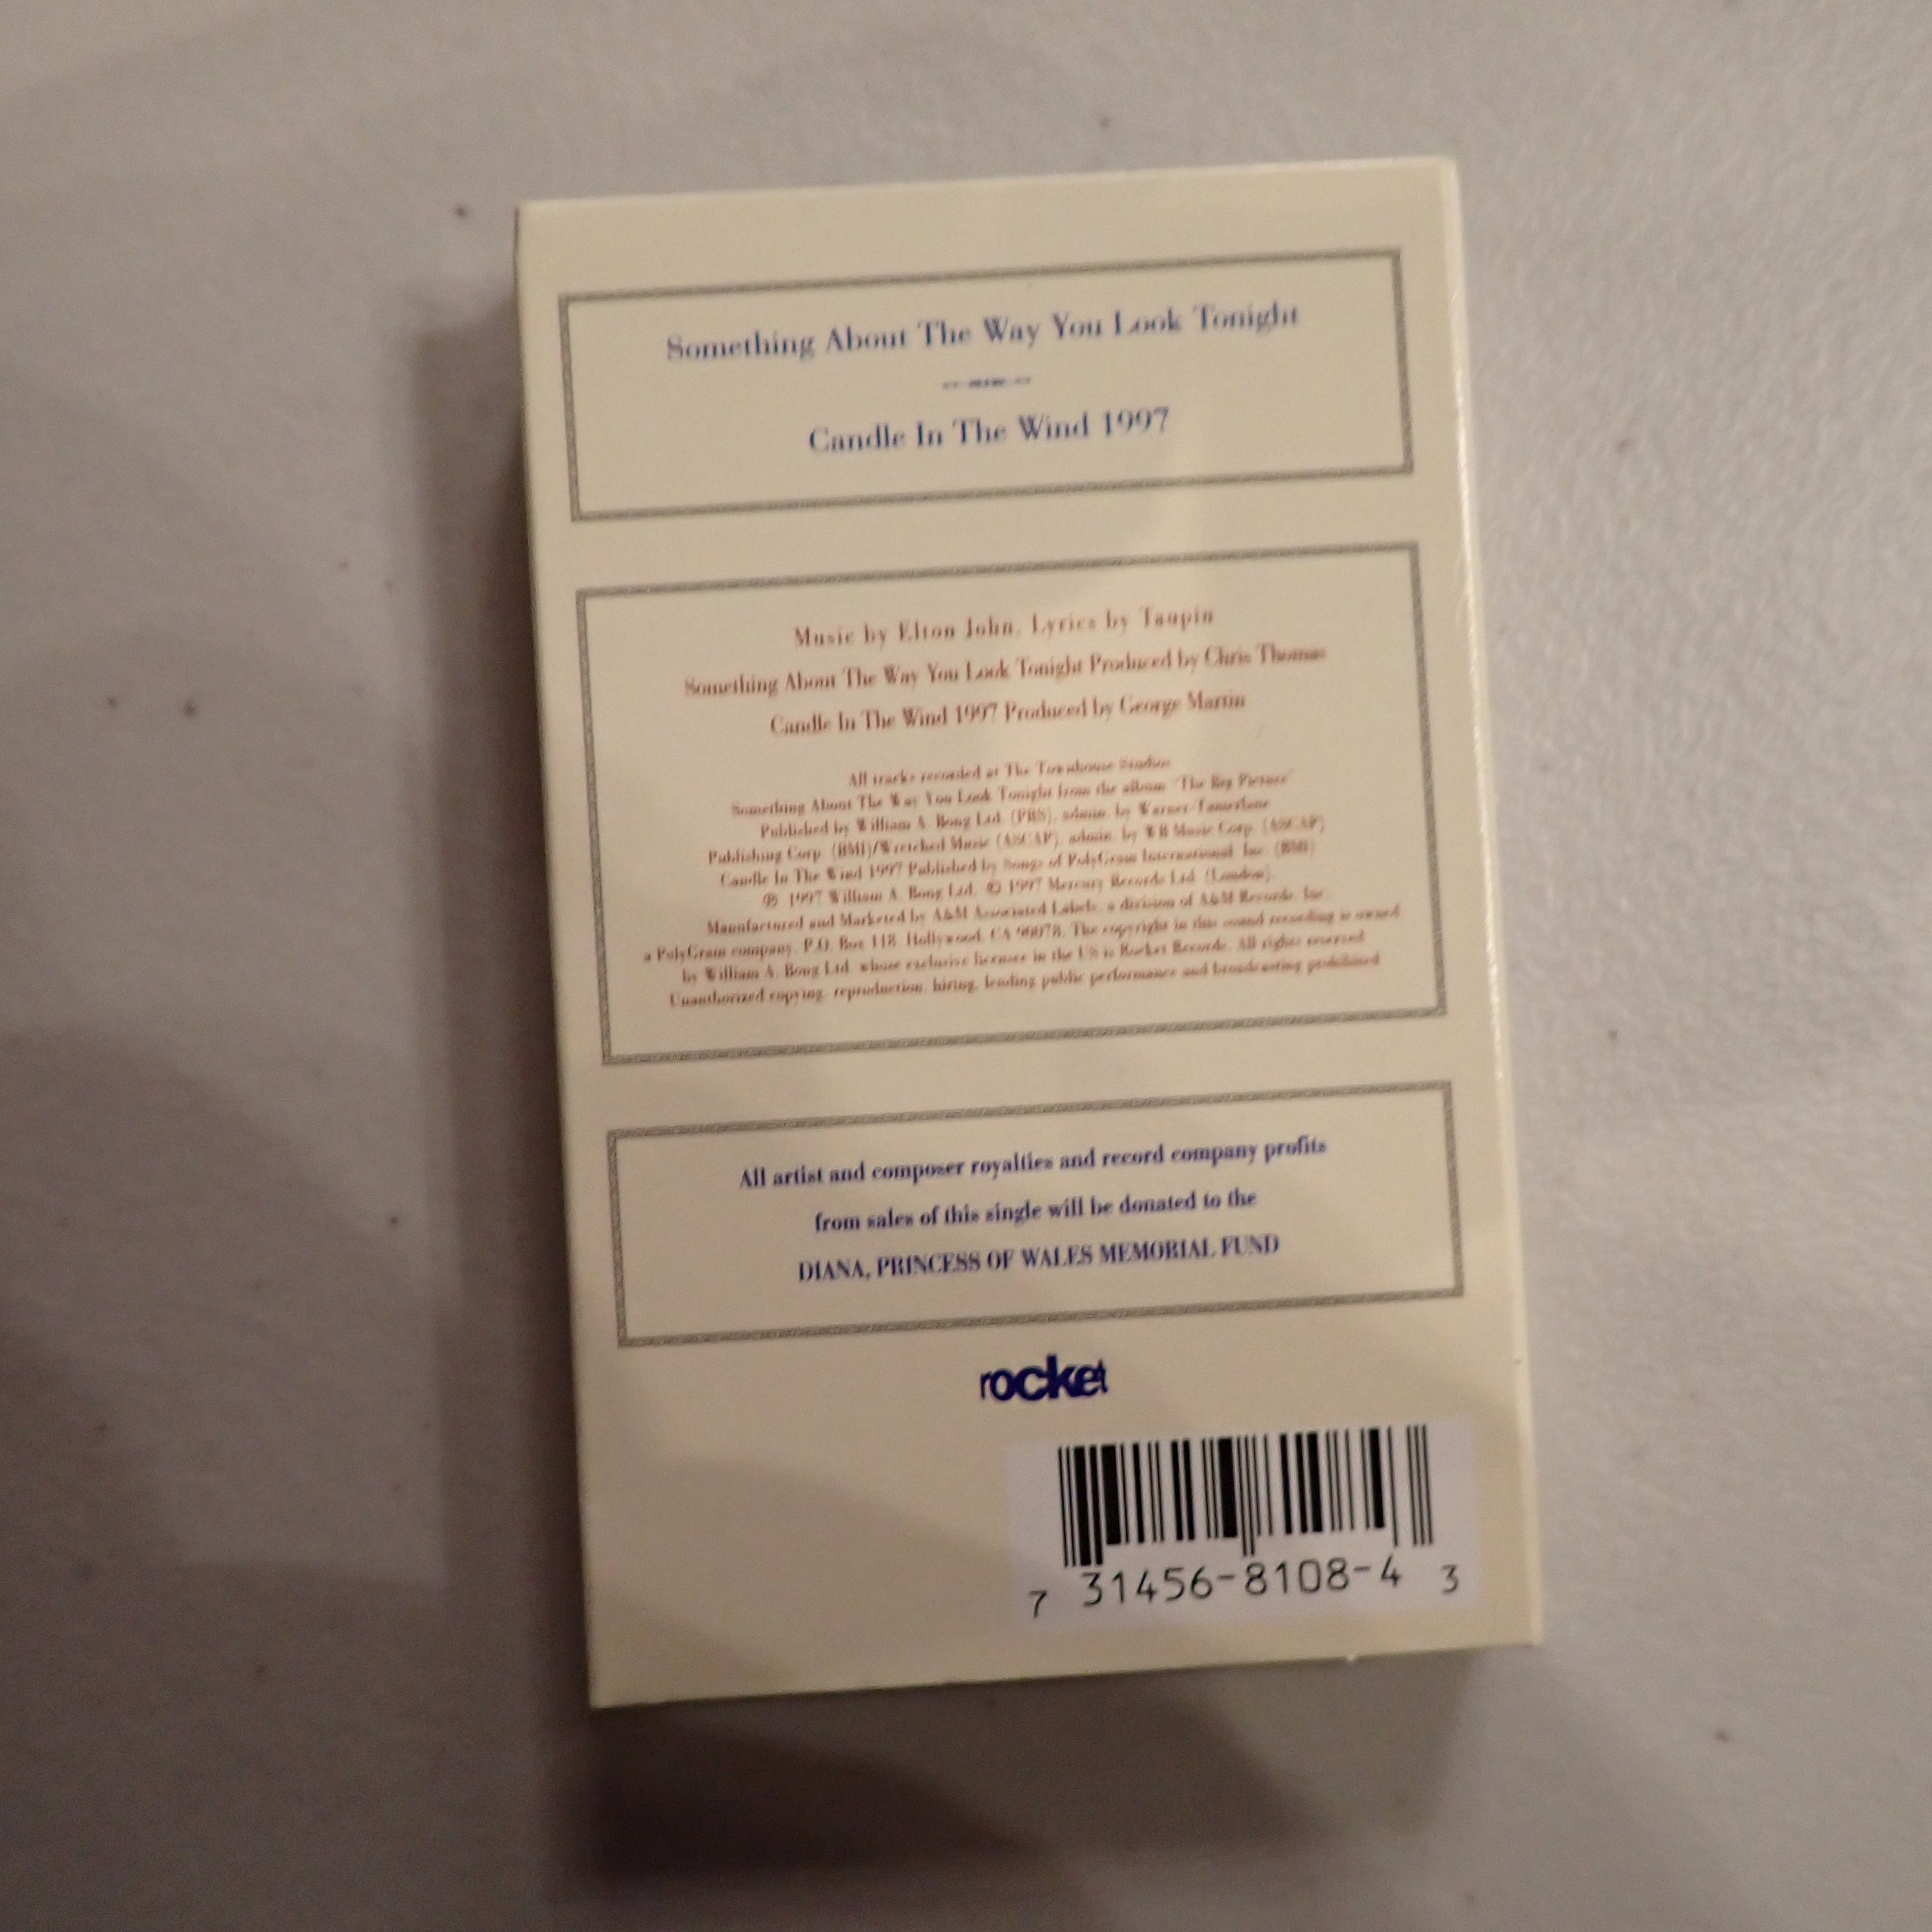 Something About The Way You Look Tonight
Candle In The Wind 1997
Music by Elton John, Lyrics by Taupin
Something About The Way You Look Tonight Produced by Chris Thomas
Candle In The Wind 1997 Produced by George Martin
All tracks recorded at The Townhouse Studios
Something About The Way You Look Tonight from the album "The Big Picture"
Published by William A. Bong Ltd. (PRS), admin. by Warner-Tamerlane
Publishing Corp. (BMI)/Wretched Music (ASCAP), admin. by WB Music Corp. (ASCAP)
Candle In The Wind 1997 Published by Songs of PolyGram International, Inc. (BMI)
℗ 1997 William A. Bong Ltd. © 1997 Mercury Records Ltd. (London).
Manufactured and Marketed by A&M Associated Labels, a division of A&M Records, Inc.
a PolyGram company, P.O. Box 118, Hollywood, CA 90078. The copyright in this sound recording is owned
by William A. Bong Ltd. whose exclusive licensee in the US is Rocket Records. All rights reserved
Unauthorized copying, reproduction, hiring, lending public performance and broadcasting prohibited
All artist and composer royalties and record company profits
from sales of this single will be donated to the
DIANA, PRINCESS OF WALES MEMORIAL FUND
rocket
7 31456-8108-4 3